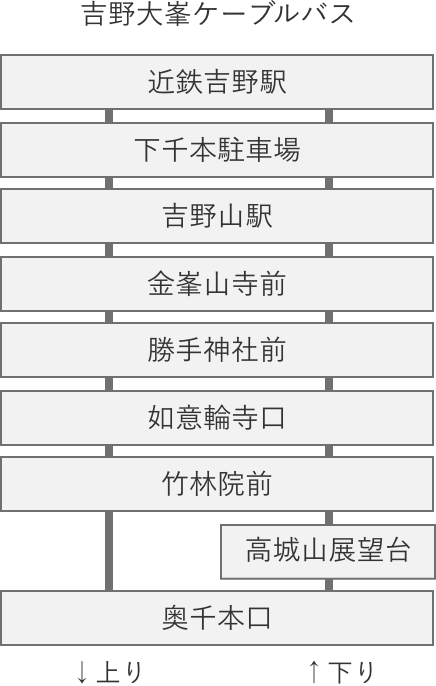 吉野大峯ケーブルバス
近鉄吉野駅
下千本駐車場
吉野山駅
金峯山寺前
勝手神社前
如意輪寺口
竹林院前
高城山展望台
奥千本口
↓上り
↑下り